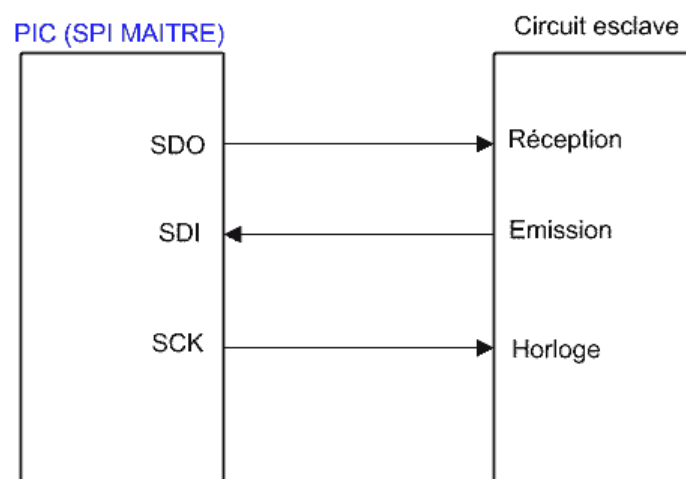 PIC (SPI MAITRE)
Circuit esclave
SDO
Réception
SDI
Emission
SCK
Horloge